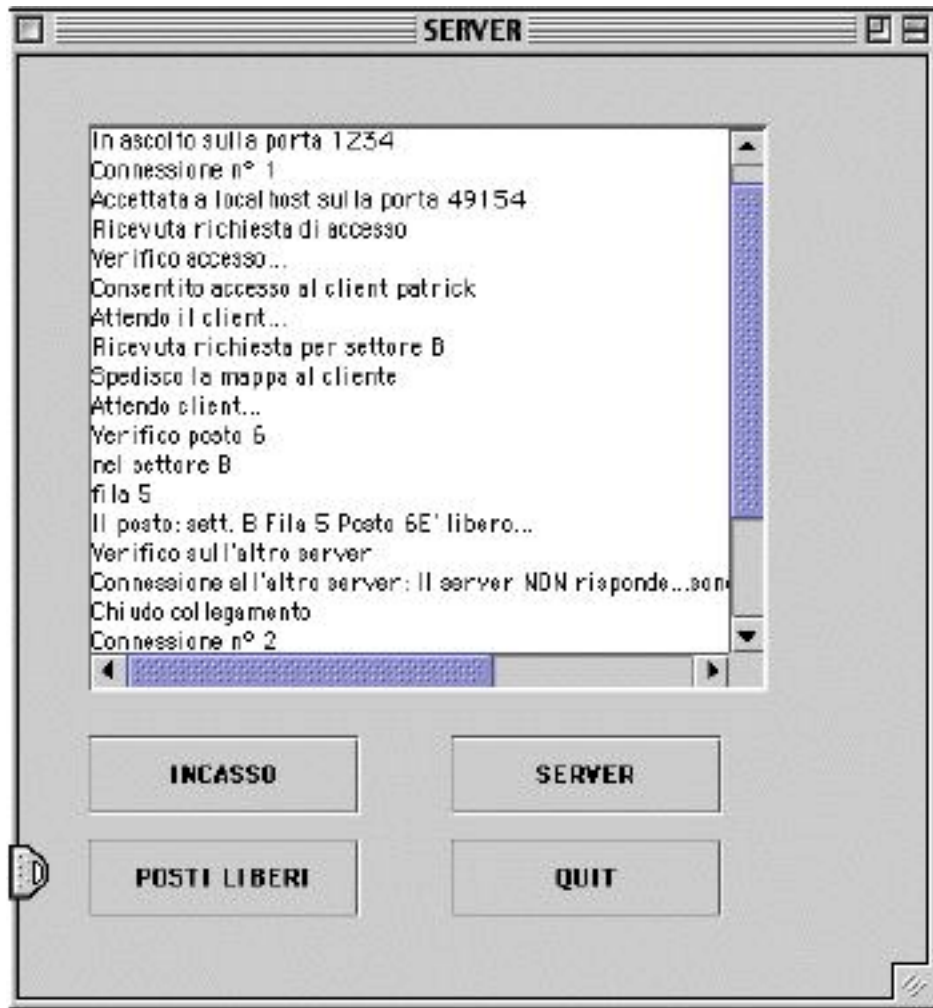 SERVER
In ascolto sulla porta 1234
Connessione n° 1
Accettata a localhost sulla porta 49154
Ricevuta richiesta di accesso
Verifico accesso...
Consentito accesso al client patrick
Attendo il client...
Ricevuta richiesta per settore B
Spedisco la mappa al cliente
Attendo client...
Verifico posto 6
nel settore B
fila 5
Il posto: sett. B Fila 5 Posto 6E' libero...
Verifico sull'altro server
Connessione all'altro server: Il server NON risponde...
Chiudo collegamento
Connessione n° 2
INCASSO
SERVER
POSTI LIBERI
QUIT